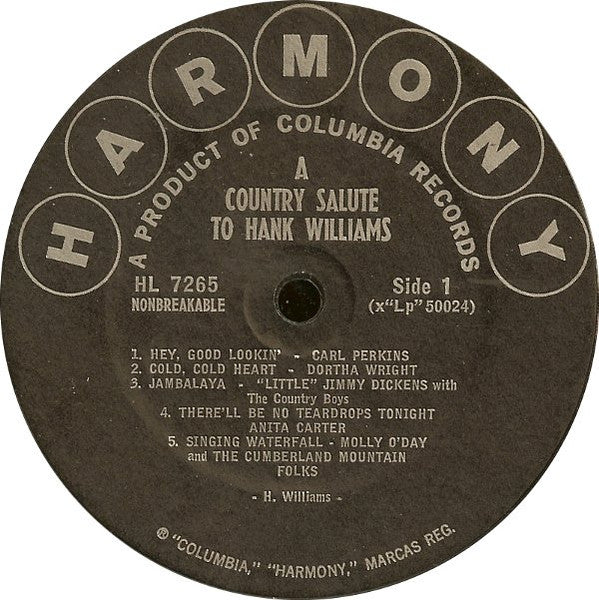 HARMONY
A PRODUCT OF COLUMBIA RECORDS
A
COUNTRY SALUTE
TO HANK WILLIAMS
HL 7265
NONBREAKABLE
Side 1
(x“Lp” 50024)
1. HEY, GOOD LOOKIN' - CARL PERKINS
2. COLD, COLD HEART - DORTHA WRIGHT
3. JAMBALAYA - “LITTLE” JIMMY DICKENS with
The Country Boys
4. THERE'LL BE NO TEARDROPS TONIGHT
ANITA CARTER
5. SINGING WATERFALL - MOLLY O'DAY
and THE CUMBERLAND MOUNTAIN
FOLKS
- H. Williams -
® “COLUMBIA,” “HARMONY,” MARCAS REG.